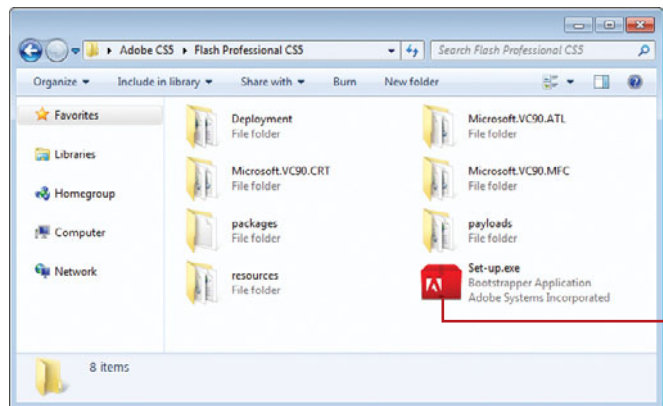 Adobe CS5 Flash Professional CS5
Search Flash Professional CS5
Organize Include in library Share with Burn New folder
Favorites
Libraries
Homegroup
Computer
Network
Deployment
File folder
Microsoft.VC90.ATL
File folder
Microsoft.VC90.CRT
File folder
Microsoft.VC90.MFC
File folder
packages
File folder
payloads
File folder
resources
File folder
Set-up.exe
Bootstrapper Application
Adobe Systems Incorporated
8 items